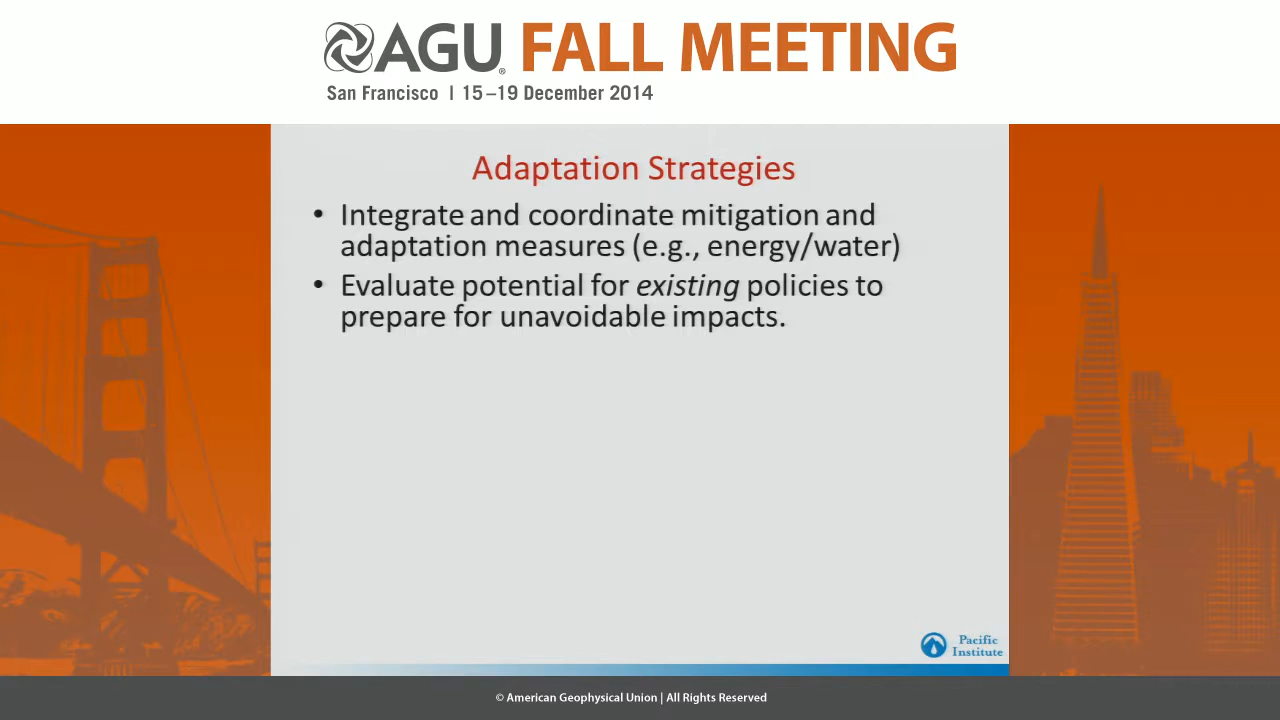 AGU® FALL MEETING
San Francisco | 15–19 December 2014
Adaptation Strategies
• Integrate and coordinate mitigation and
adaptation measures (e.g., energy/water)
• Evaluate potential for existing policies to
prepare for unavoidable impacts.
Pacific
Institute
© American Geophysical Union | All Rights Reserved